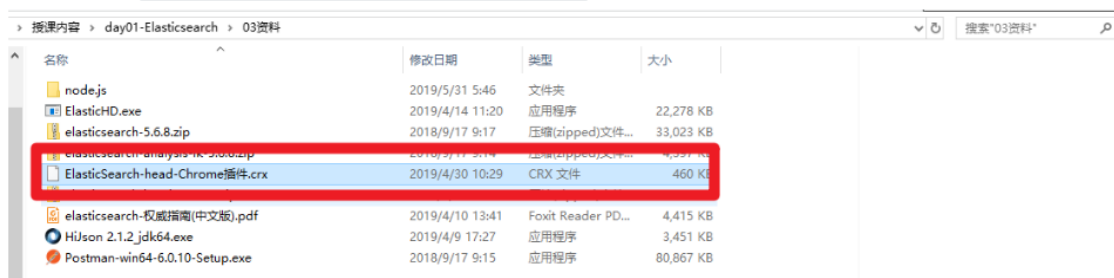 › 授课内容 › day01-Elasticsearch › 03资料 搜索"03资料"
名称 修改日期 类型 大小
node.js 2019/5/31 5:46 文件夹
ElasticHD.exe 2019/4/14 11:20 应用程序 22,278 KB
elasticsearch-5.6.8.zip 2018/9/17 9:17 压缩(zipped)文件... 33,023 KB
ElasticSearch-head-Chrome插件.crx 2019/4/30 10:29 CRX 文件 460 KB
elasticsearch-权威指南(中文版).pdf 2019/4/10 13:41 Foxit Reader PD... 4,415 KB
HiJson 2.1.2_jdk64.exe 2019/4/9 17:27 应用程序 3,451 KB
Postman-win64-6.0.10-Setup.exe 2018/9/17 9:15 应用程序 80,867 KB